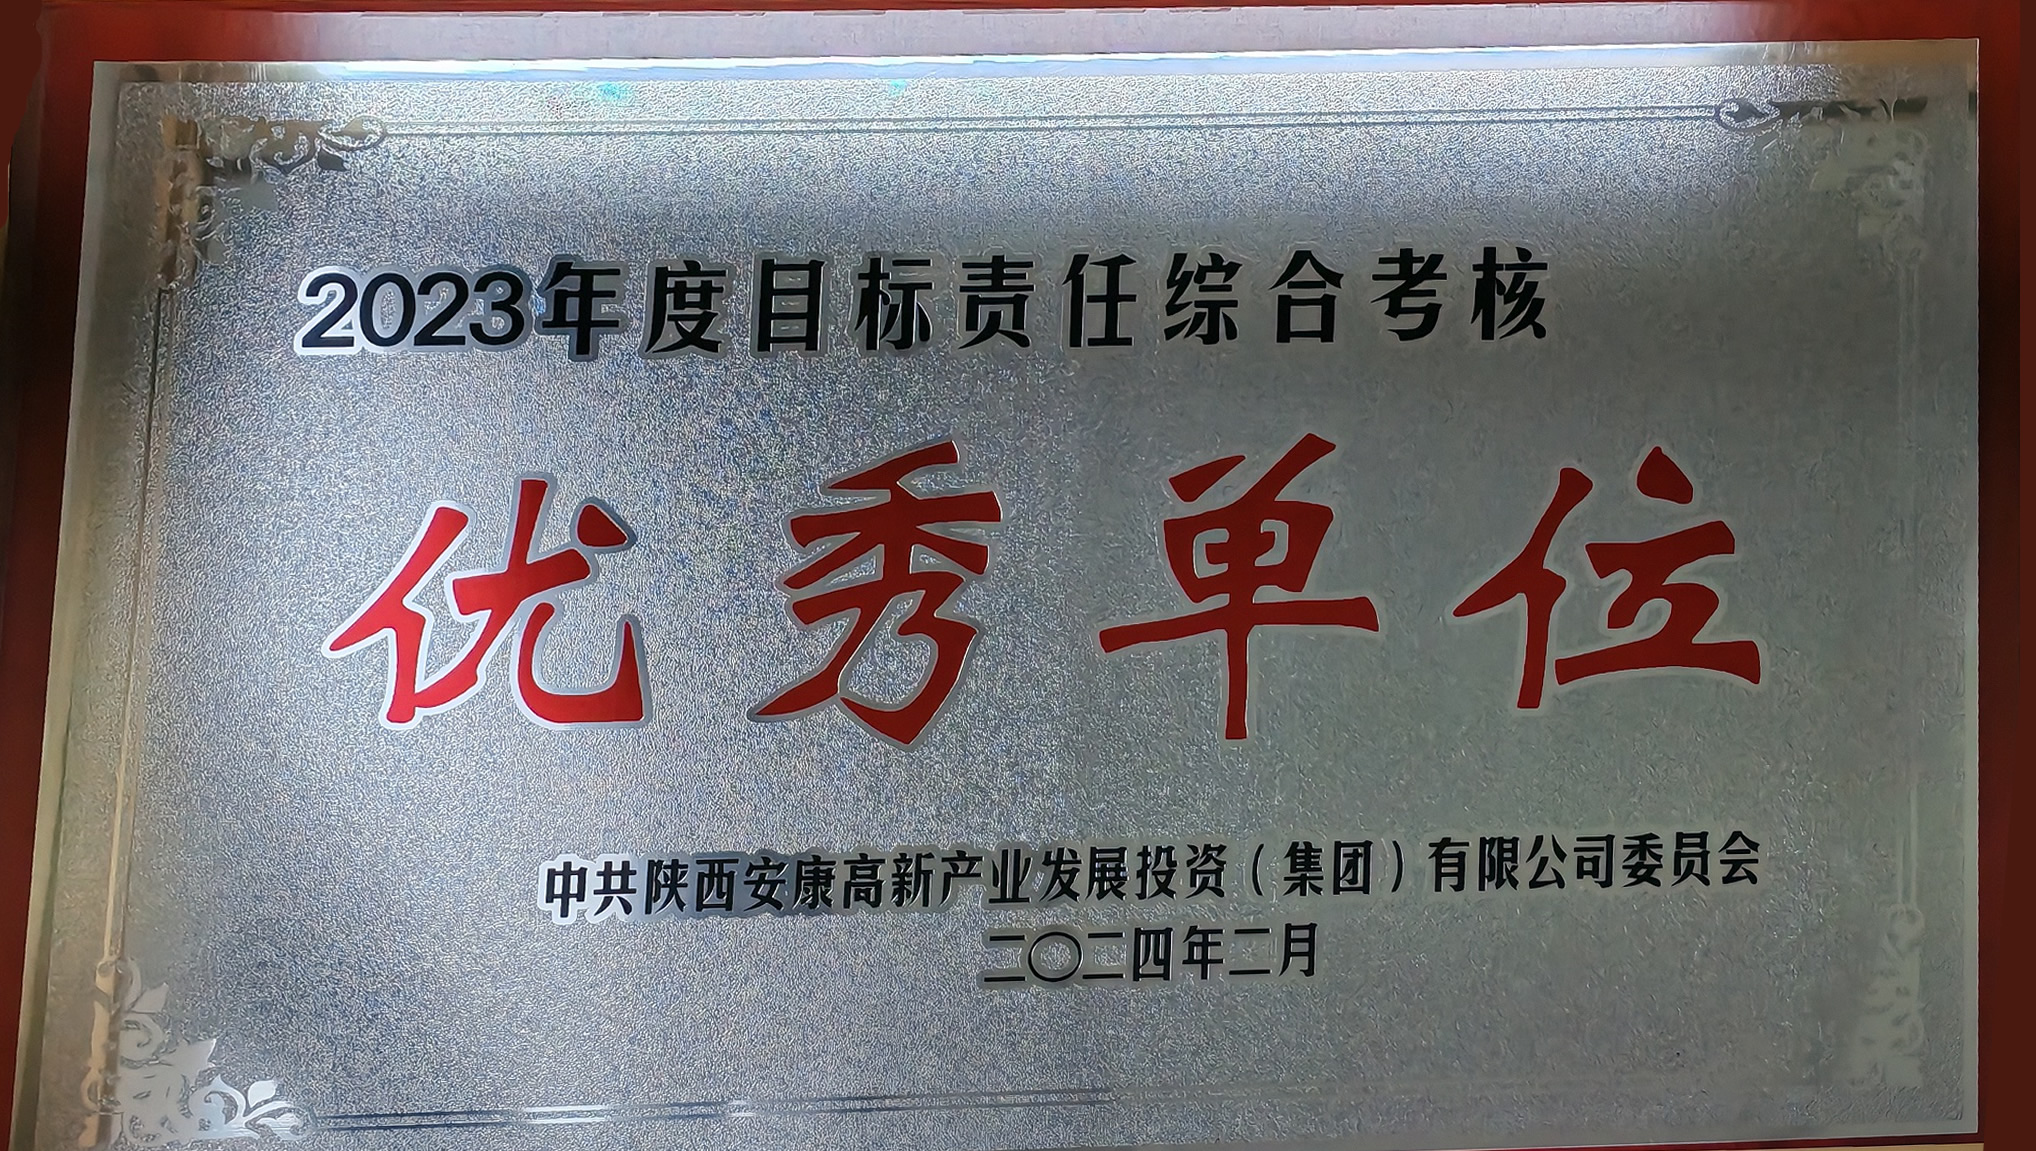 2023年度目标责任综合考核
优秀单位
中共陕西安康高新产业发展投资（集团）有限公司委员会
二〇二四年二月